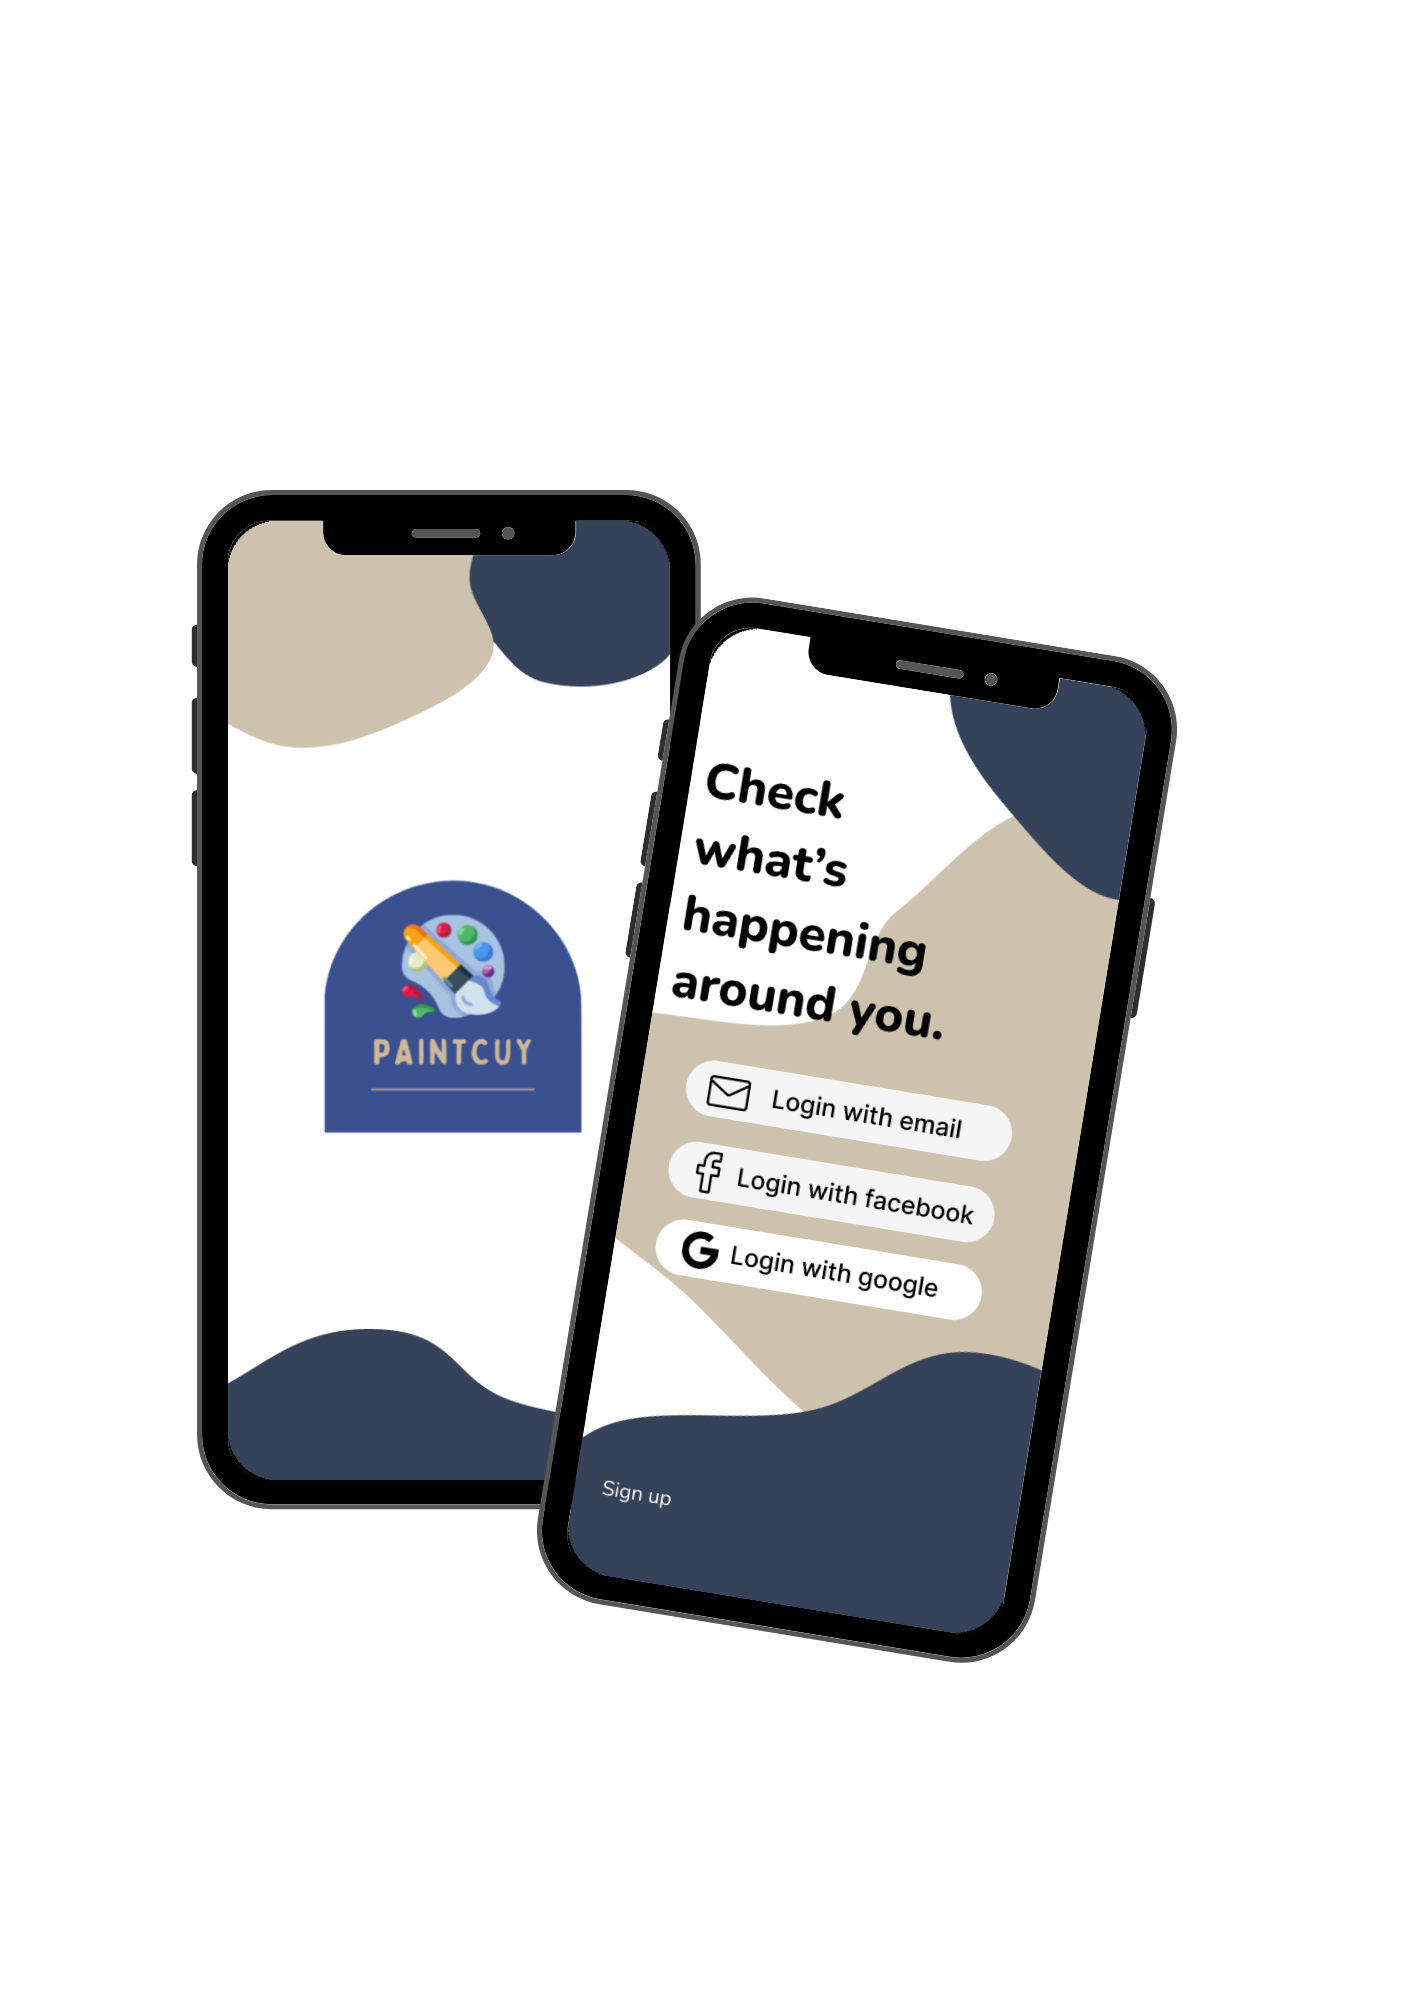 PAINTCUY
Check
what’s
happening
around you.
Login with email
Login with facebook
Login with google
Sign up